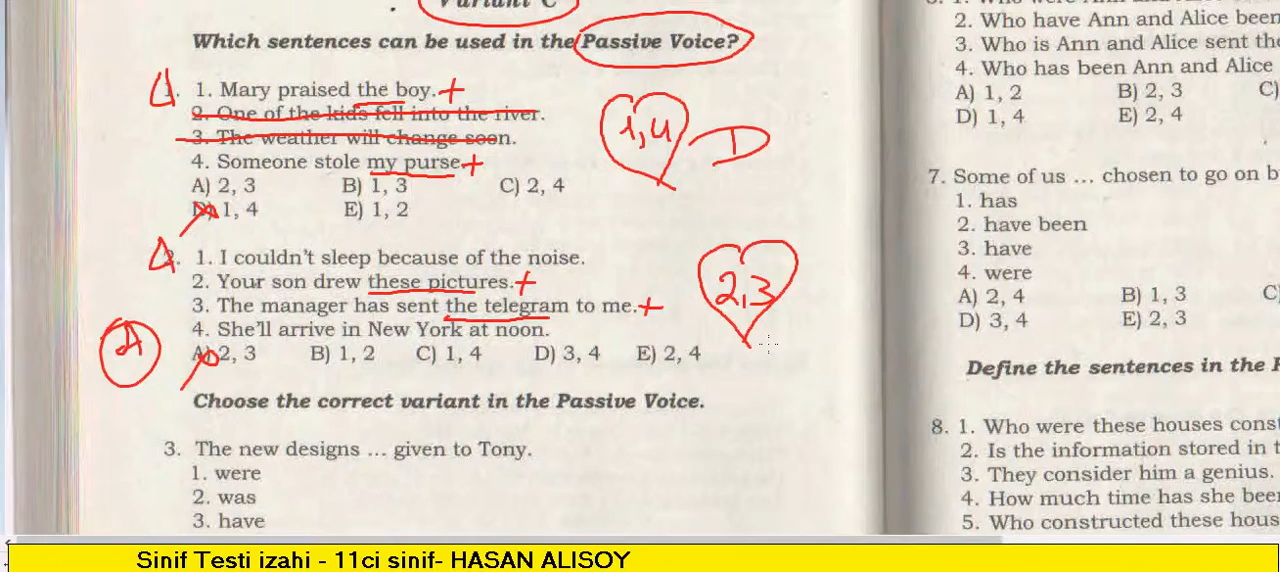 Variant C
Which sentences can be used in the Passive Voice?
1. 1. Mary praised the boy. +
2. One of the kids fell into the river.
3. The weather will change soon.
4. Someone stole my purse +
A) 2, 3 B) 1, 3 C) 2, 4
D) 1, 4 E) 1, 2
1,4
D
2. 1. I couldn't sleep because of the noise.
2. Your son drew these pictures. +
3. The manager has sent the telegram to me. +
4. She'll arrive in New York at noon.
A) 2, 3 B) 1, 2 C) 1, 4 D) 3, 4 E) 2, 4
2,3
A
Choose the correct variant in the Passive Voice.
3. The new designs ... given to Tony.
1. were
2. was
3. have
2. Who have Ann and Alice been
3. Who is Ann and Alice sent the
4. Who has been Ann and Alice
A) 1, 2 B) 2, 3 C)
D) 1, 4 E) 2, 4
7. Some of us ... chosen to go on b
1. has
2. have been
3. have
4. were
A) 2, 4 B) 1, 3 C
D) 3, 4 E) 2, 3
Define the sentences in the P
8. 1. Who were these houses cons
2. Is the information stored in t
3. They consider him a genius.
4. How much time has she bee
5. Who constructed these hous
Sinif Testi izahi - 11ci sinif- HASAN ALISOY